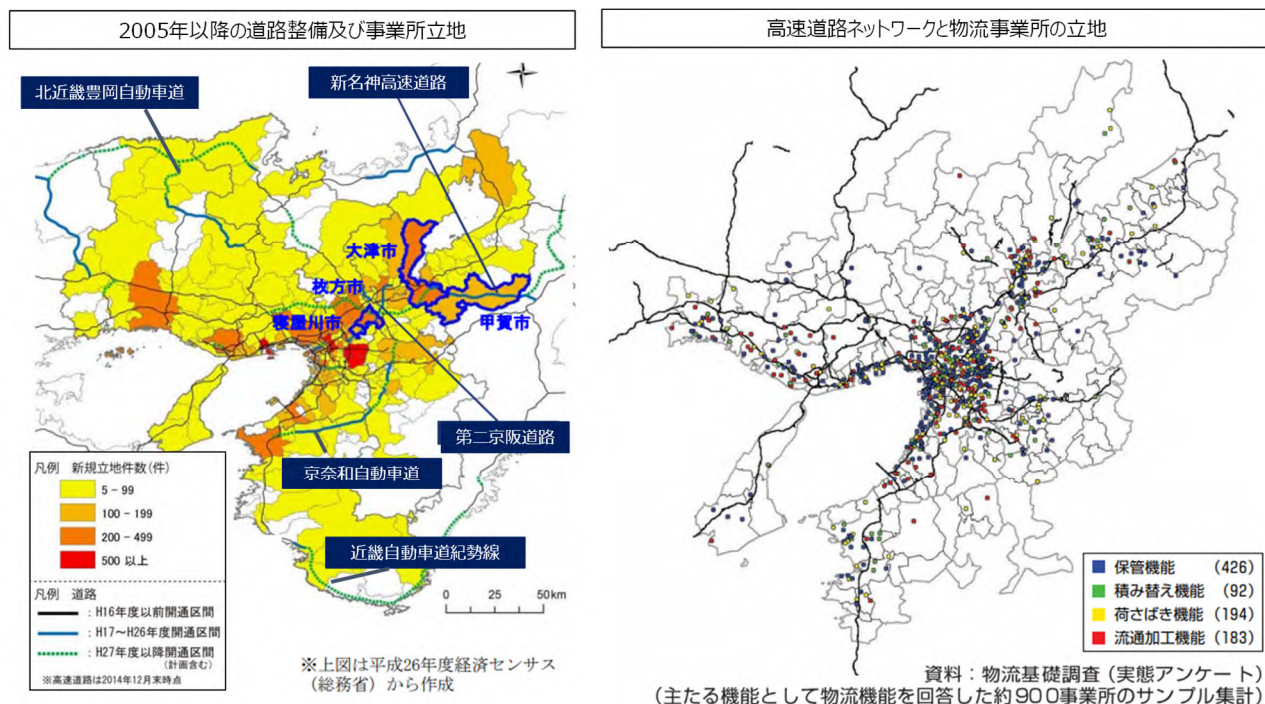 2005年以降の道路整備及び事業所立地
北近畿豊岡自動車道
新名神高速道路
大津市
枚方市
寝屋川市
甲賀市
第二京阪道路
京奈和自動車道
近畿自動車道紀勢線
凡例 新規立地件数(件)
5-99
100-199
200-499
500以上
凡例 道路
:H16年度以前開通区間
:H17～H26年度開通区間
:H27年度以降開通区間
(計画含む)
※高速道路は2014年12月末時点
0 25 50km
※上図は平成26年度経済センサス
(総務省)から作成
高速道路ネットワークと物流事業所の立地
保管機能 (426)
積み替え機能 (92)
荷さばき機能 (194)
流通加工機能 (183)
資料：物流基礎調査(実態アンケート)
(主たる機能として物流機能を回答した約900事業所のサンプル集計)